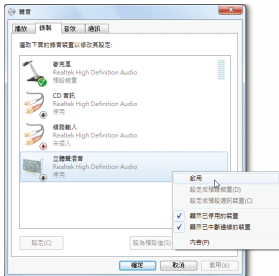 聲音
播放 錄製 音效 通訊
選取下面的錄音裝置以修改其設定:
麥克風
Realtek High Definition Audio
預設裝置
CD 音訊
Realtek High Definition Audio
停用
線路輸入
Realtek High Definition Audio
未插入
立體聲混音
Realtek High Definition Audio
停用
啟用
設定成預設裝置(D)
設定成預設通訊裝置(C)
顯示已停用的裝置
顯示已中斷連線的裝置
內容(P)
設定(C) 設為預設值(S)
確定 取消 套用(A)